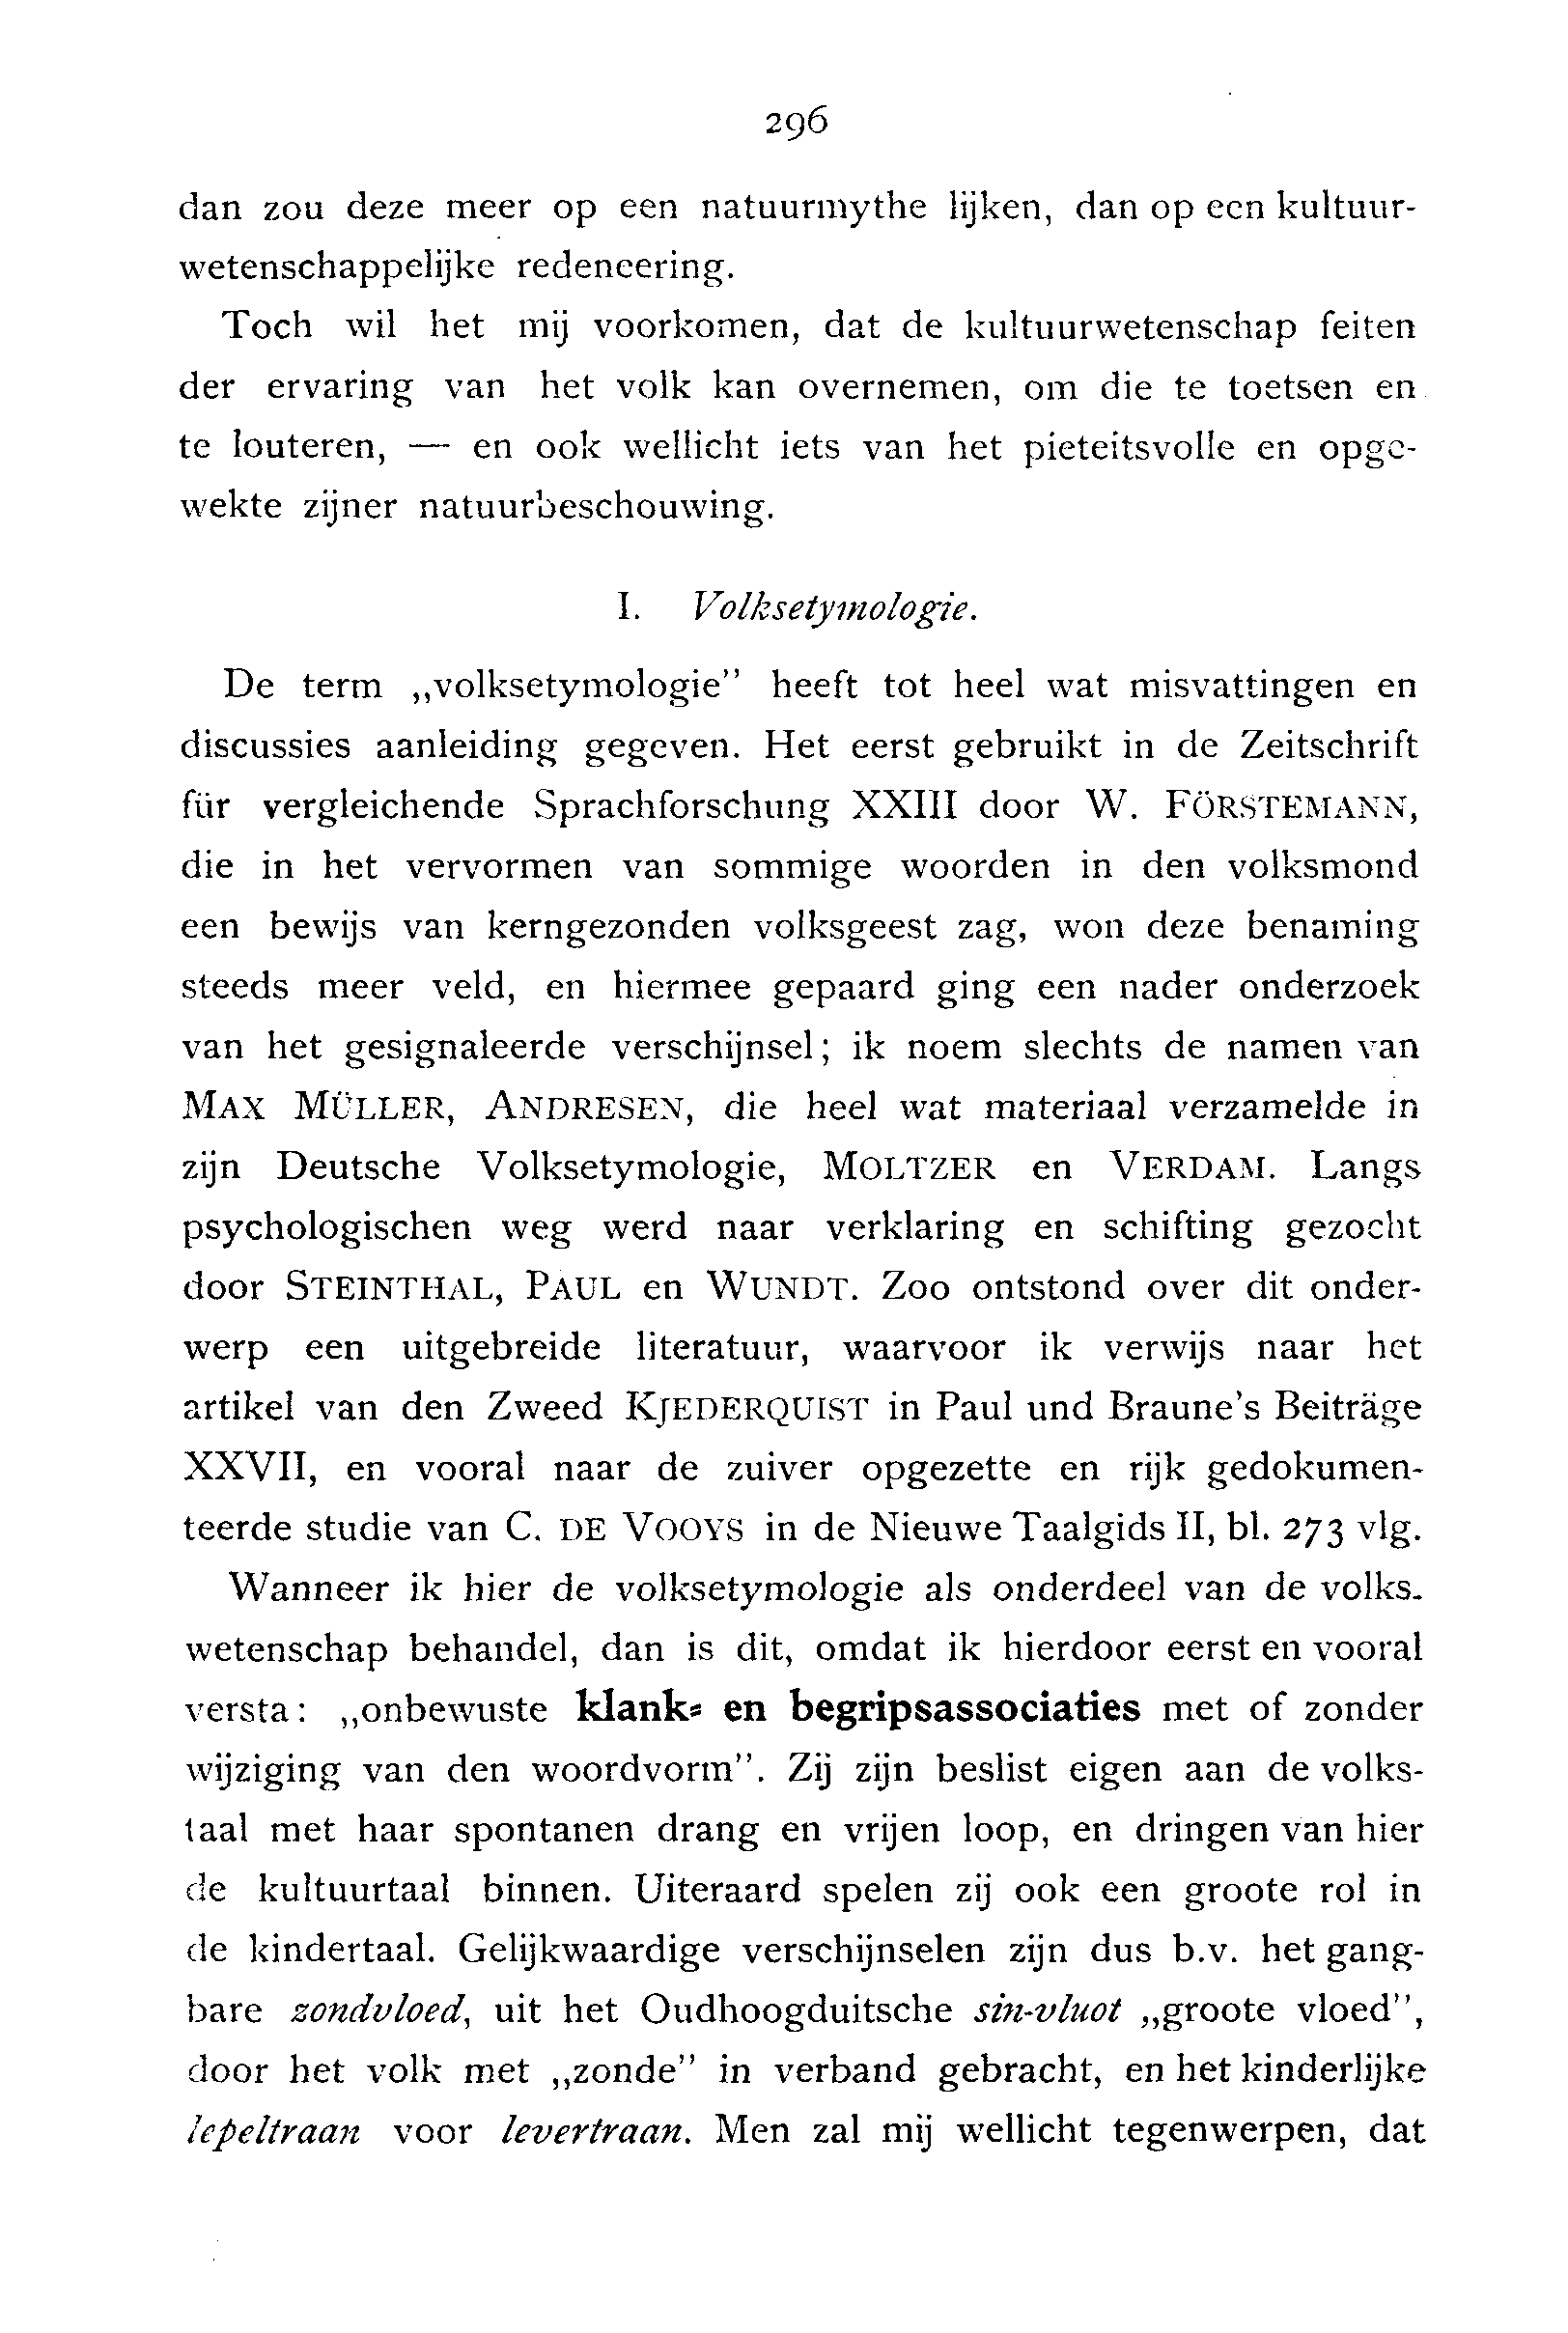 296
dan zou deze meer op een natuurmythe lijken, dan op een kultuur-
wetenschappelijke redeneering.
Toch wil het mij voorkomen, dat de kultuurwetenschap feiten
der ervaring van het volk kan overnemen, om die te toetsen en
te louteren, — en ook wellicht iets van het pieteitsvolle en opge-
wekte zijner natuurbeschouwing.
I. Volksetymologie.
De term „volksetymologie” heeft tot heel wat misvattingen en
discussies aanleiding gegeven. Het eerst gebruikt in de Zeitschrift
für vergleichende Sprachforschung XXIII door W. FÖRSTEMANN,
die in het vervormen van sommige woorden in den volksmond
een bewijs van kerngezonden volksgeest zag, won deze benaming
steeds meer veld, en hiermee gepaard ging een nader onderzoek
van het gesignaleerde verschijnsel; ik noem slechts de namen van
MAX MÜLLER, ANDRESEN, die heel wat materiaal verzamelde in
zijn Deutsche Volksetymologie, MOLTZER en VERDAM. Langs
psychologischen weg werd naar verklaring en schifting gezocht
door STEINTHAL, PAUL en WUNDT. Zoo ontstond over dit onder-
werp een uitgebreide literatuur, waarvoor ik verwijs naar het
artikel van den Zweed KJEDERQUIST in Paul und Braune's Beiträge
XXVII, en vooral naar de zuiver opgezette en rijk gedokumen-
teerde studie van C. DE VOOYS in de Nieuwe Taalgids II, bl. 273 vlg.
Wanneer ik hier de volksetymologie als onderdeel van de volks-
wetenschap behandel, dan is dit, omdat ik hierdoor eerst en vooral
versta: „onbewuste klank- en begripsassociaties met of zonder
wijziging van den woordvorm”. Zij zijn beslist eigen aan de volks-
taal met haar spontanen drang en vrijen loop, en dringen van hier
de kultuurtaal binnen. Uiteraard spelen zij ook een groote rol in
de kindertaal. Gelijkwaardige verschijnselen zijn dus b.v. het gang-
bare zondvloed, uit het Oudhoogduitsche sin-vluot „groote vloed”,
door het volk met „zonde” in verband gebracht, en het kinderlijke
lepeltraan voor levertraan. Men zal mij wellicht tegenwerpen, dat